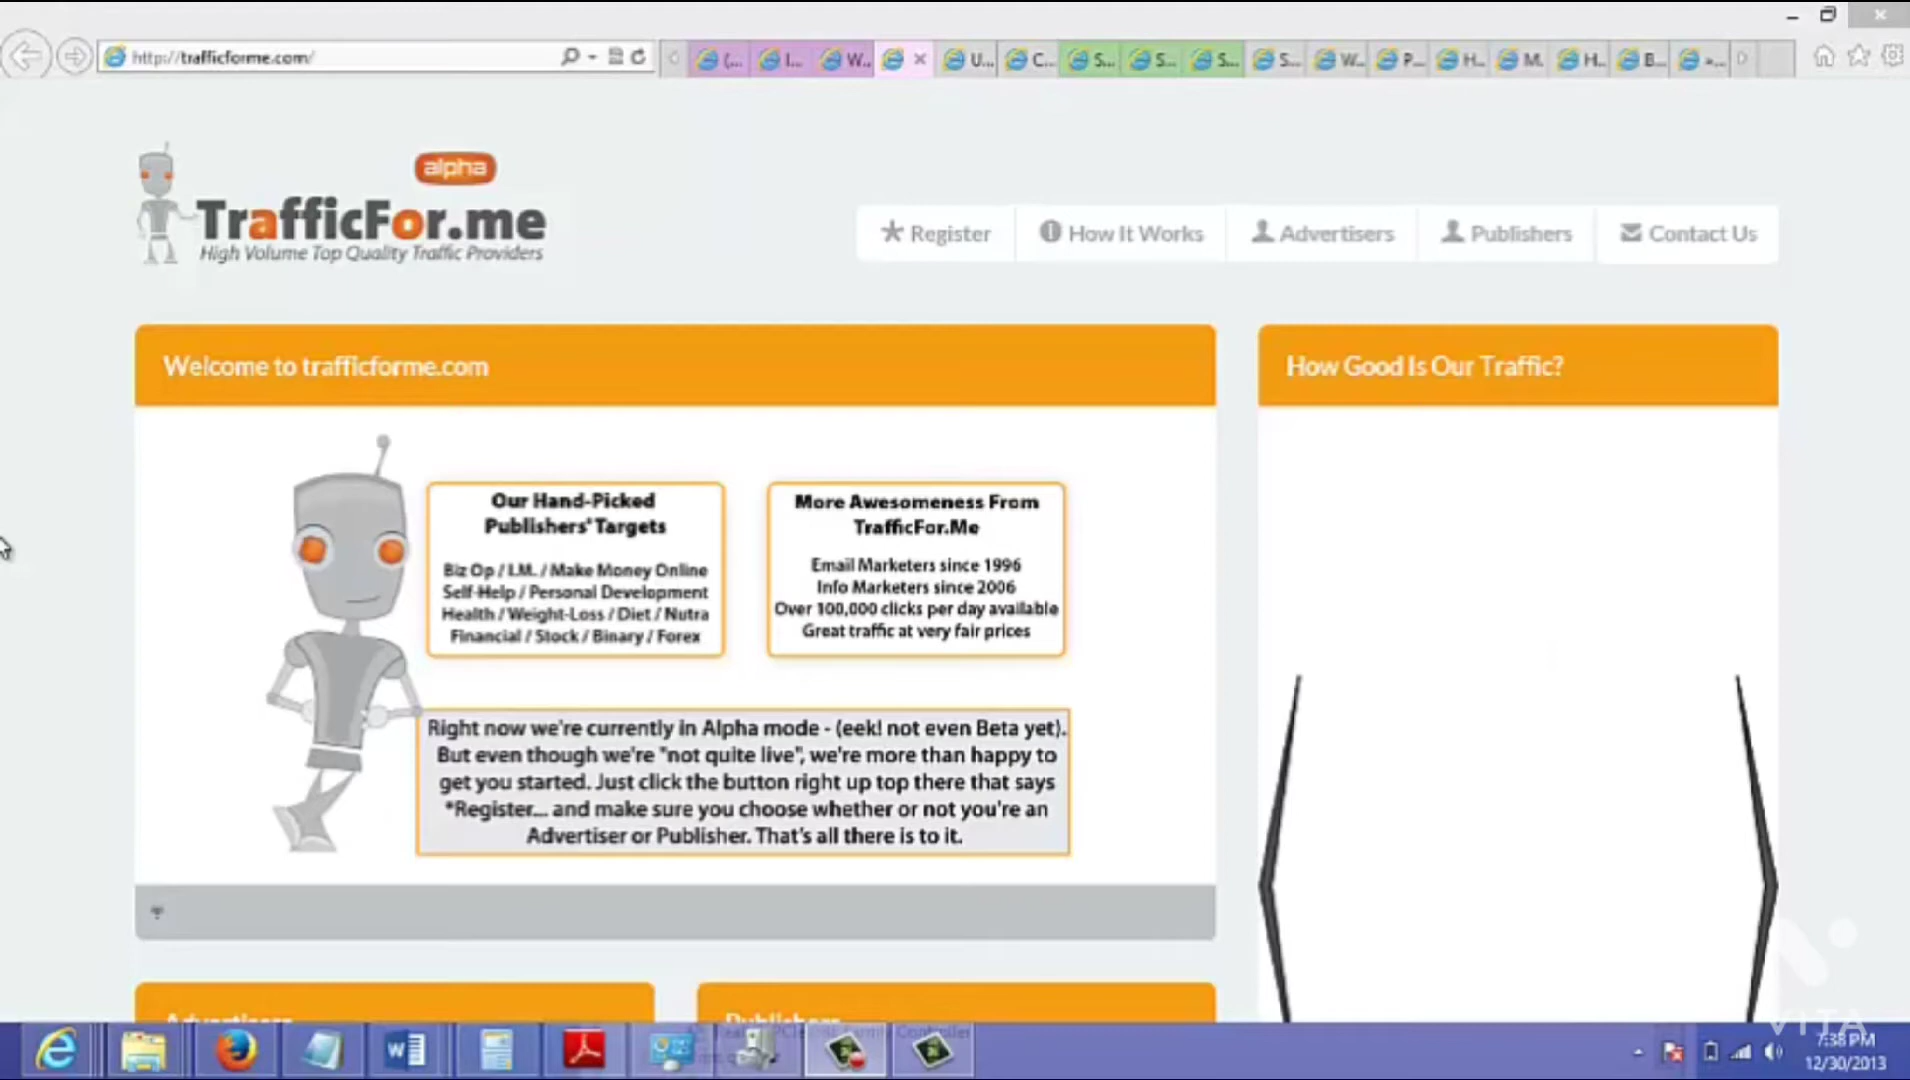 http://trafficforme.com/
(...
I...
W...
U...
C...
S...
S...
S...
S...
W...
P...
H...
M.
H...
B...
alpha
TrafficFor.me
High Volume Top Quality Traffic Providers
Register
How It Works
Advertisers
Publishers
Contact Us
Welcome to trafficforme.com
How Good Is Our Traffic?
Our Hand-Picked
Publishers' Targets
Biz Op / I.M. / Make Money Online
Self-Help / Personal Development
Health / Weight-Loss / Diet / Nutra
Financial / Stock / Binary / Forex
More Awesomeness From
TrafficFor.Me
Email Marketers since 1996
Info Marketers since 2006
Over 100,000 clicks per day available
Great traffic at very fair prices
Right now we're currently in Alpha mode - (eek! not even Beta yet).
But even though we're "not quite live", we're more than happy to
get you started. Just click the button right up top there that says
*Register... and make sure you choose whether or not you're an
Advertiser or Publisher. That's all there is to it.
Advertisers
Publishers
VITA
7:38 PM
12/30/2013